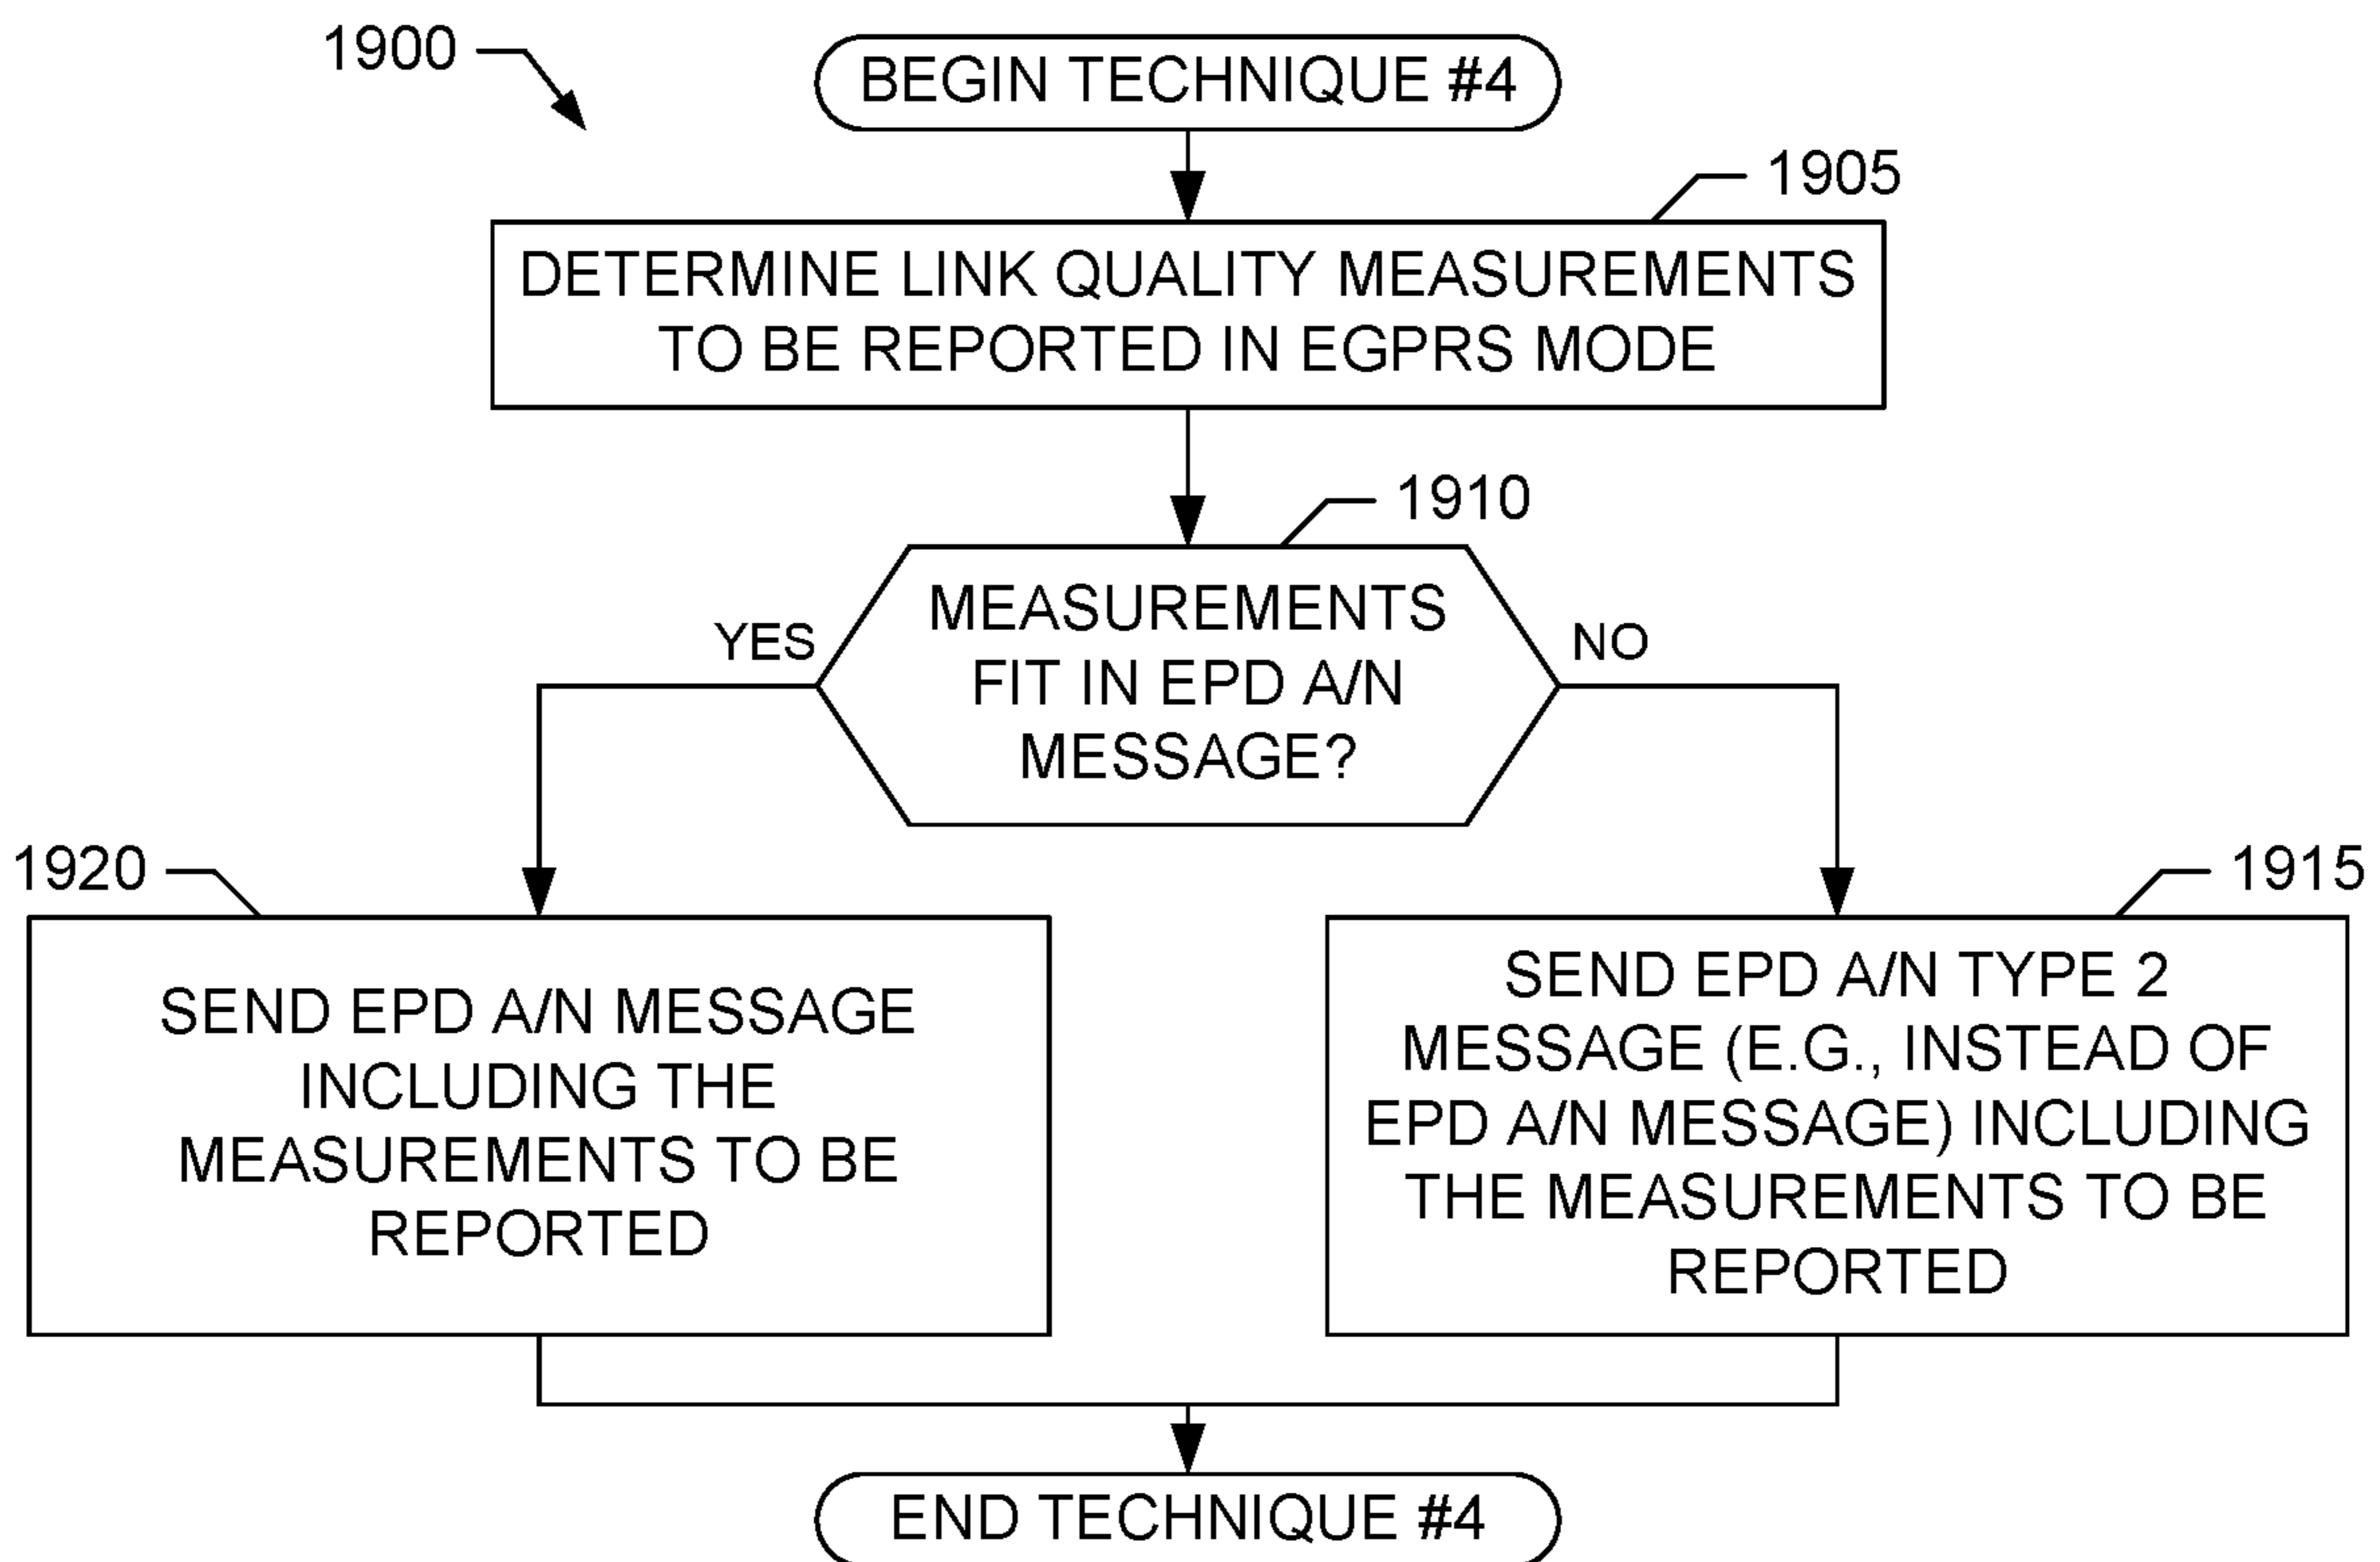 1900
BEGIN TECHNIQUE #4
1905
DETERMINE LINK QUALITY MEASUREMENTS
TO BE REPORTED IN EGPRS MODE
1910
MEASUREMENTS
FIT IN EPD A/N
MESSAGE?
YES
NO
1920
SEND EPD A/N MESSAGE
INCLUDING THE
MEASUREMENTS TO BE
REPORTED
1915
SEND EPD A/N TYPE 2
MESSAGE (E.G., INSTEAD OF
EPD A/N MESSAGE) INCLUDING
THE MEASUREMENTS TO BE
REPORTED
END TECHNIQUE #4